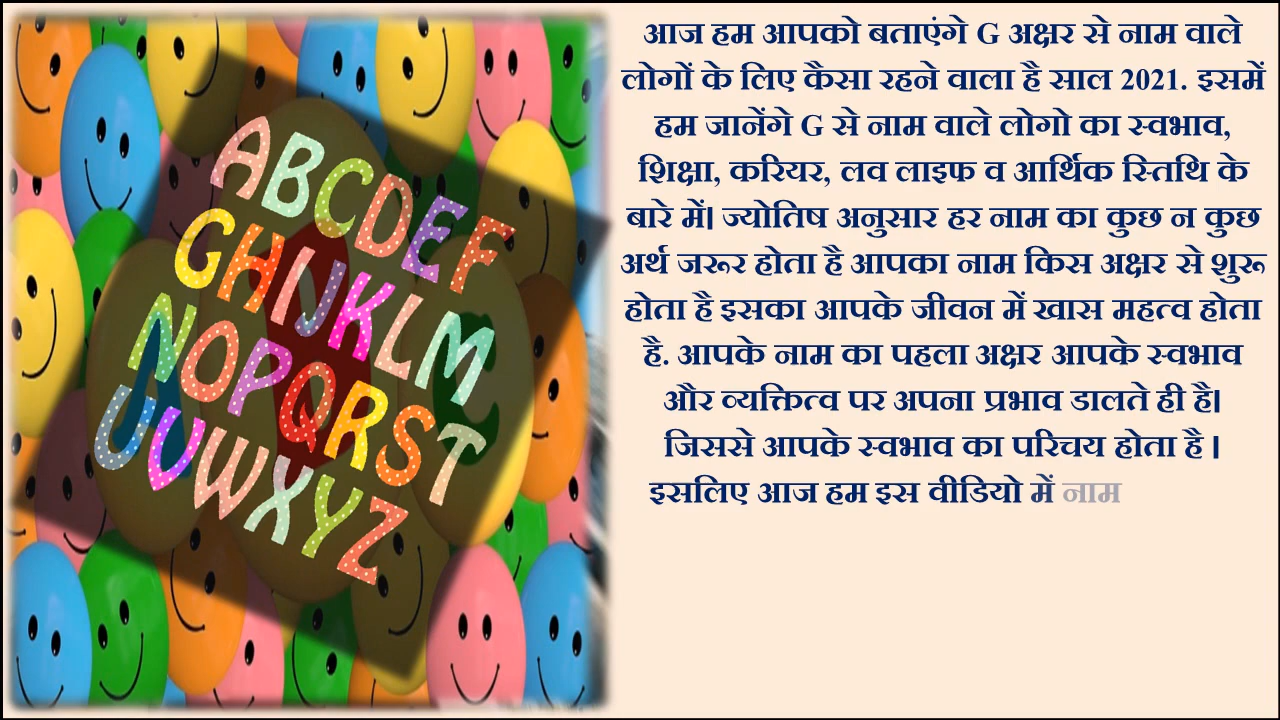 ABCDEF
GHIJKLM
NOPQRST
UVWXYZ
आज हम आपको बताएंगे G अक्षर से नाम वाले
लोगों के लिए कैसा रहने वाला है साल 2021. इसमें
हम जानेंगे G से नाम वाले लोगो का स्वभाव,
शिक्षा, करियर, लव लाइफ व आर्थिक स्तिथि के
बारे में। ज्योतिष अनुसार हर नाम का कुछ न कुछ
अर्थ जरूर होता है आपका नाम किस अक्षर से शुरू
होता है इसका आपके जीवन में खास महत्व होता
है. आपके नाम का पहला अक्षर आपके स्वभाव
और व्यक्तित्व पर अपना प्रभाव डालते ही है।
जिससे आपके स्वभाव का परिचय होता है ।
इसलिए आज हम इस वीडियो में नाम